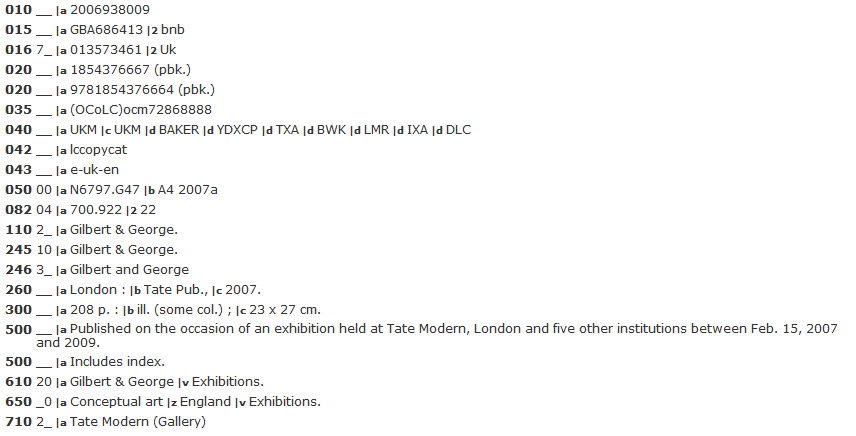 010 __ |a 2006938009
015 __ |a GBA686413 |2 bnb
016 7_ |a 013573461 |2 Uk
020 __ |a 1854376667 (pbk.)
020 __ |a 9781854376664 (pbk.)
035 __ |a (OCoLC)ocm72868888
040 __ |a UKM |c UKM |d BAKER |d YDXCP |d TXA |d BWK |d LMR |d IXA |d DLC
042 __ |a lccopycat
043 __ |a e-uk-en
050 00 |a N6797.G47 |b A4 2007a
082 04 |a 700.922 |2 22
110 2_ |a Gilbert & George.
245 10 |a Gilbert & George.
246 3_ |a Gilbert and George
260 __ |a London : |b Tate Pub., |c 2007.
300 __ |a 208 p. : |b ill. (some col.) ; |c 23 x 27 cm.
500 __ |a Published on the occasion of an exhibition held at Tate Modern, London and five other institutions between Feb. 15, 2007
and 2009.
500 __ |a Includes index.
610 20 |a Gilbert & George |v Exhibitions.
650 _0 |a Conceptual art |z England |v Exhibitions.
710 2_ |a Tate Modern (Gallery)